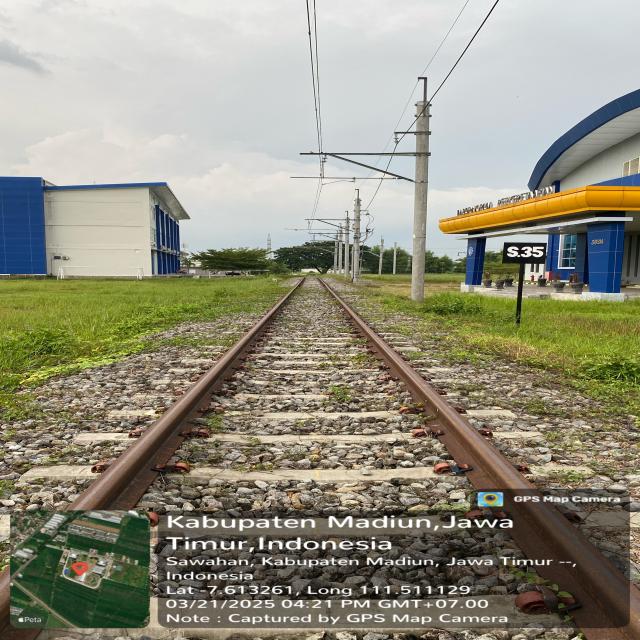 S.35
GPS Map Camera
Kabupaten Madiun,Jawa
Timur,Indonesia
Sawahan, Kabupaten Madiun, Jawa Timur --,
Indonesia
Lat -7.613261, Long 111.511129
03/21/2025 04:21 PM GMT+07.00
Note : Captured by GPS Map Camera
Peta